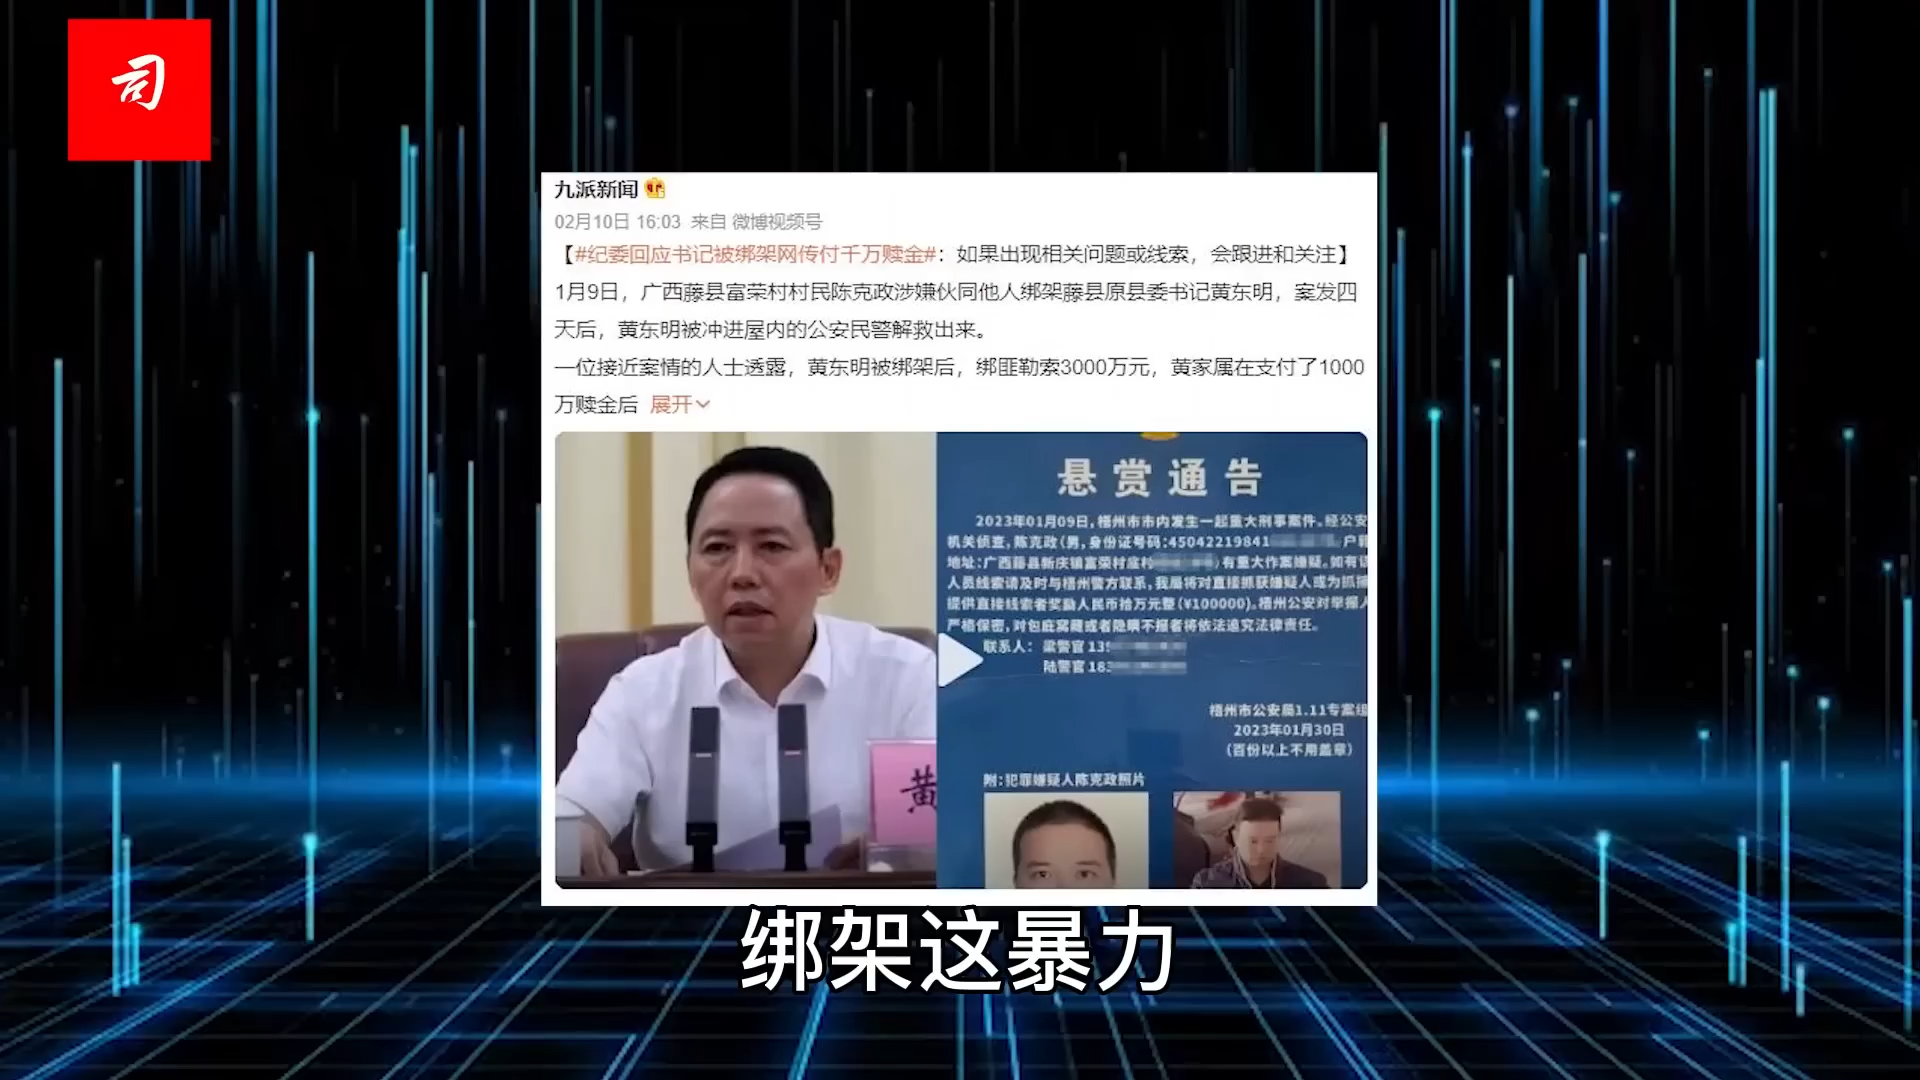 司
九派新闻
02月10日 16:03 来自 微博视频号
【#纪委回应书记被绑架网传付千万赎金#：如果出现相关问题或线索，会跟进和关注】
1月9日，广西藤县富荣村村民陈克政涉嫌伙同他人绑架藤县原县委书记黄东明，案发四
天后，黄东明被冲进屋内的公安民警解救出来。
一位接近案情的人士透露，黄东明被绑架后，绑匪勒索3000万元，黄家属在支付了1000
万赎金后 展开
黄
悬赏通告
2023年01月09日，梧州市市内发生一起重大刑事案件。经公安
机关侦查，陈克政（男，身份证号码：45042219841 户籍
地址：广西藤县新庆镇富荣村庙村 ）有重大作案嫌疑。如有
人员线索请及时与梧州警方联系，我局将对直接抓获嫌疑人或为抓捕
提供直接线索者奖励人民币拾万元整（¥100000）。梧州公安对举报人
严格保密，对包庇窝藏或者隐瞒不报者将依法追究法律责任。
联系人：梁警官 139
陆警官 18
梧州市公安局1.11专案组
2023年01月30日
（百份以上不用盖章）
附：犯罪嫌疑人陈克政照片
绑架这暴力